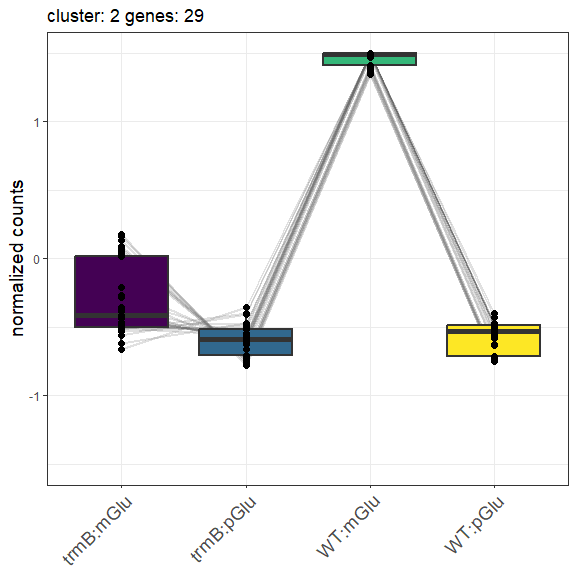 cluster: 2 genes: 29
normalized counts
1
0
-1
trmB:mGlu
trmB:pGlu
WT:mGlu
WT:pGlu